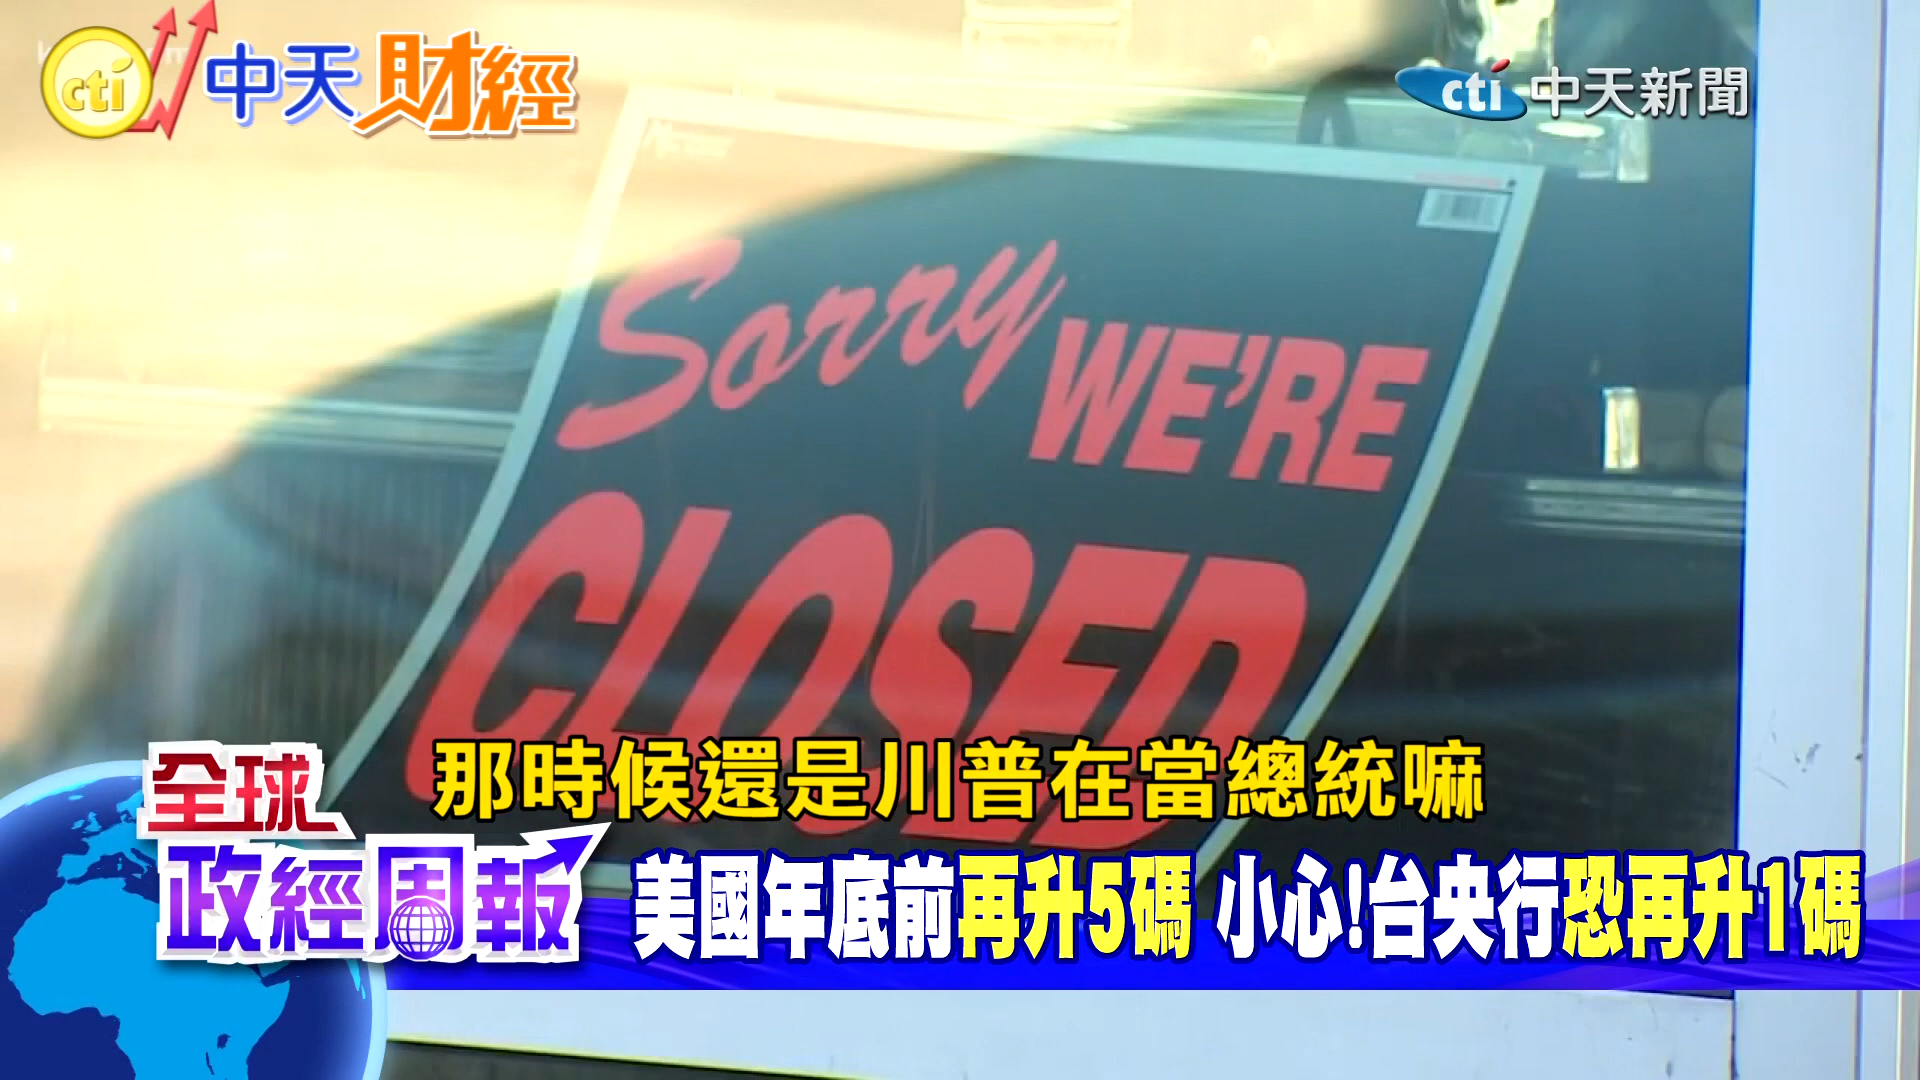 cti 中天財經
cti 中天新聞
Sorry
WE'RE
CLOSED
那時候還是川普在當總統嘛
全球
政經周報
美國年底前再升5碼 小心!台央行恐再升1碼